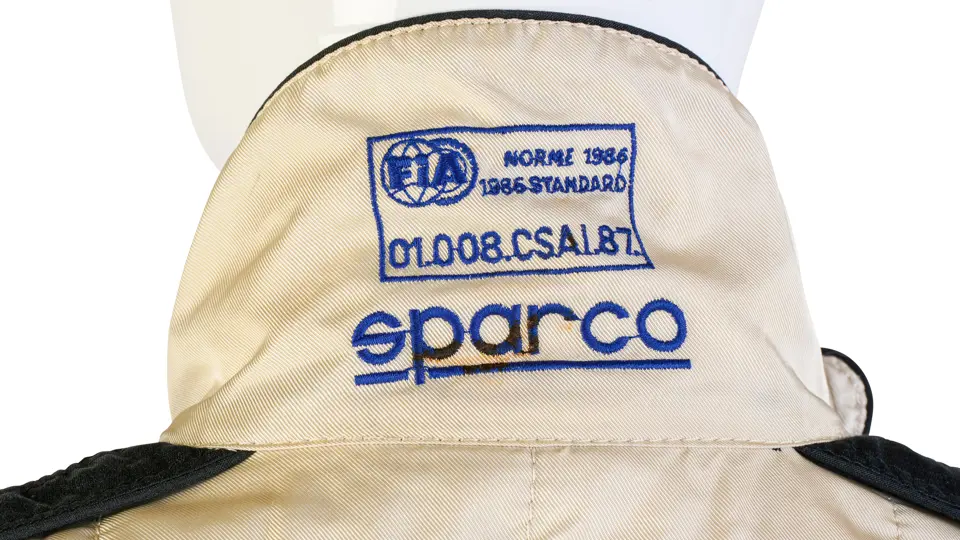 FIA
NORME 1986
1986 STANDARD
01.008.CSAI.87.
sparco